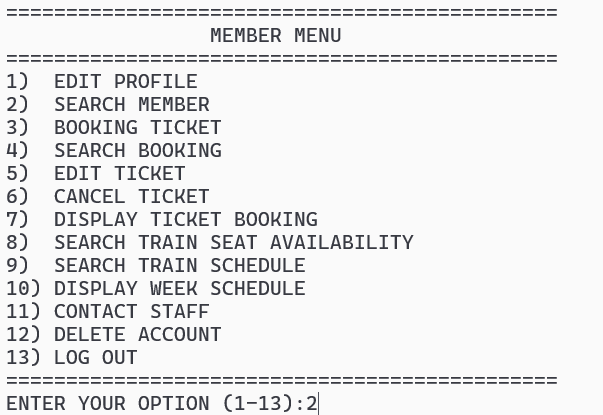 ==============================================
MEMBER MENU
==============================================
1)  EDIT PROFILE
2)  SEARCH MEMBER
3)  BOOKING TICKET
4)  SEARCH BOOKING
5)  EDIT TICKET
6)  CANCEL TICKET
7)  DISPLAY TICKET BOOKING
8)  SEARCH TRAIN SEAT AVAILABILITY
9)  SEARCH TRAIN SCHEDULE
10) DISPLAY WEEK SCHEDULE
11) CONTACT STAFF
12) DELETE ACCOUNT
13) LOG OUT
==============================================
ENTER YOUR OPTION (1-13):2